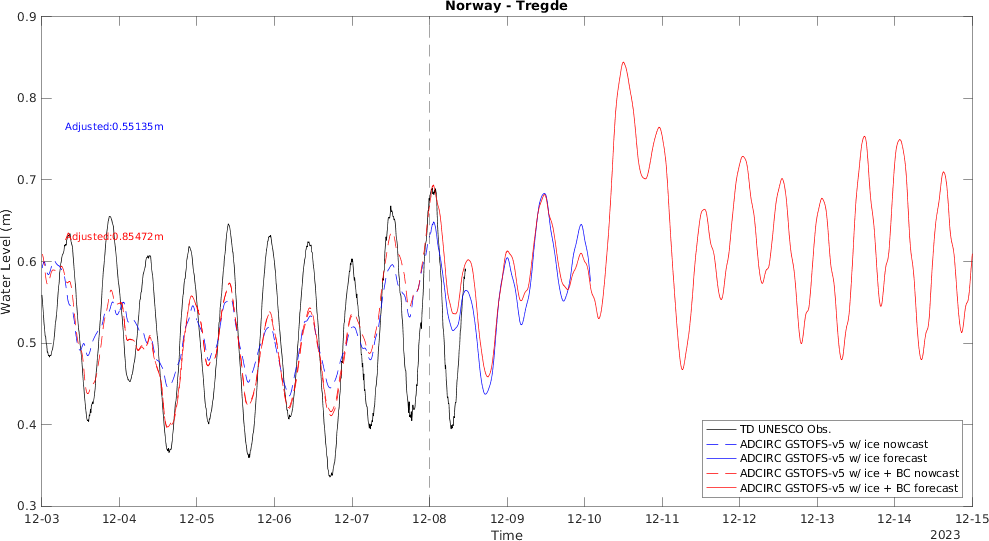 Norway - Tregde
0.9
0.8
0.7
0.6
0.5
0.4
0.3
Water Level (m)
Adjusted:0.55135m
Adjusted:0.85472m
TD UNESCO Obs.
ADCIRC GSTOFS-v5 w/ ice nowcast
ADCIRC GSTOFS-v5 w/ ice forecast
ADCIRC GSTOFS-v5 w/ ice + BC nowcast
ADCIRC GSTOFS-v5 w/ ice + BC forecast
12-03 12-04 12-05 12-06 12-07 12-08 12-09 12-10 12-11 12-12 12-13 12-14 12-15
Time
2023